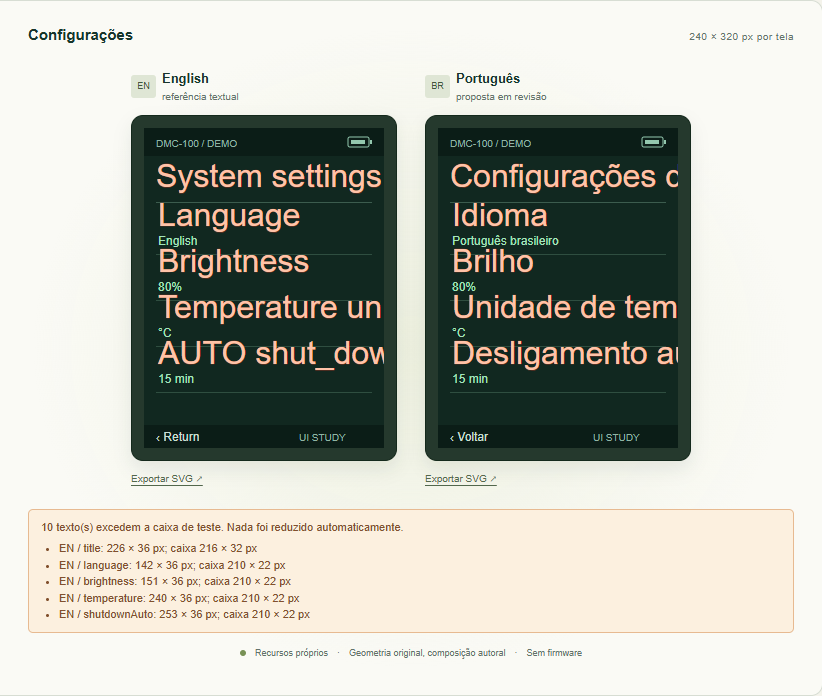 Configurações
240 × 320 px por tela
EN English
referência textual
DMC-100 / DEMO
System settings
Language
English
Brightness
80%
Temperature un
°C
AUTO shut_dow
15 min
‹ Return UI STUDY
Exportar SVG ↗
BR Português
proposta em revisão
DMC-100 / DEMO
Configurações
Idioma
Português brasileiro
Brilho
80%
Unidade de tem
°C
Desligamento au
15 min
‹ Voltar UI STUDY
Exportar SVG ↗
10 texto(s) excedem a caixa de teste. Nada foi reduzido automaticamente.
• EN / title: 226 × 36 px; caixa 216 × 32 px
• EN / language: 142 × 36 px; caixa 210 × 22 px
• EN / brightness: 151 × 36 px; caixa 210 × 22 px
• EN / temperature: 240 × 36 px; caixa 210 × 22 px
• EN / shutdownAuto: 253 × 36 px; caixa 210 × 22 px
Recursos próprios · Geometria original, composição autoral · Sem firmware